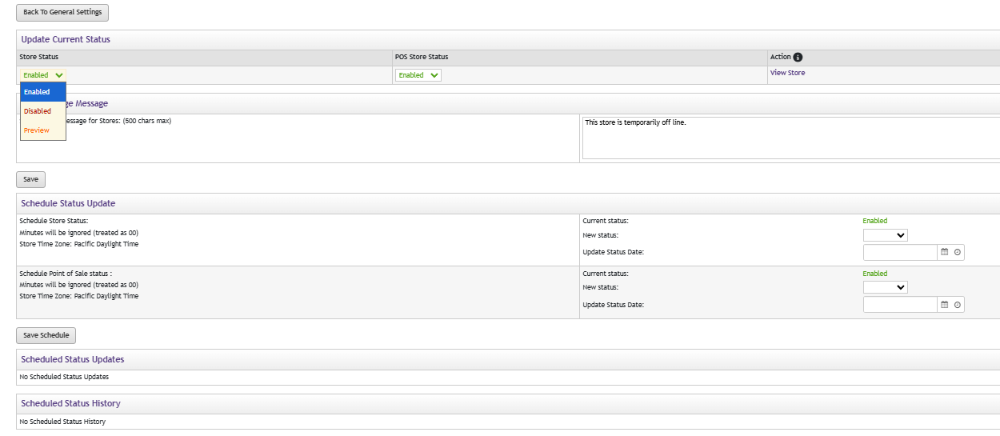 Back To General Settings
Update Current Status
Store Status POS Store Status Action
Enabled Enabled View Store
Enabled
Disabled
Preview
Message
for Stores: (500 chars max) This store is temporarily off line.
Save
Schedule Status Update
Schedule Store Status: Current status: Enabled
Minutes will be ignored (treated as 00) New status:
Store Time Zone: Pacific Daylight Time Update Status Date:
Schedule Point of Sale status : Current status: Enabled
Minutes will be ignored (treated as 00) New status:
Store Time Zone: Pacific Daylight Time Update Status Date:
Save Schedule
Scheduled Status Updates
No Scheduled Status Updates
Scheduled Status History
No Scheduled Status History